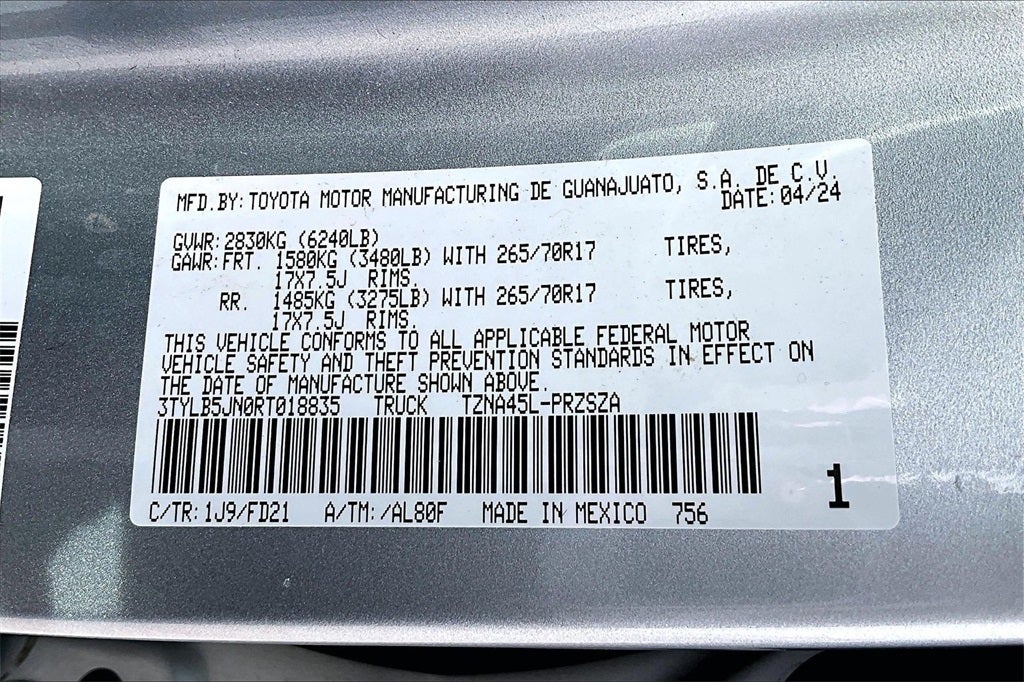 MFD.BY: TOYOTA MOTOR MANUFACTURING DE GUANAJUATO, S.A. DE C.V.
DATE: 04/24
GVWR: 2830KG (6240LB)
GAWR: FRT. 1580KG (3480LB) WITH 265/70R17 TIRES,
17X7.5J RIMS.
RR. 1485KG (3275LB) WITH 265/70R17 TIRES,
17X7.5J RIMS.
THIS VEHICLE CONFORMS TO ALL APPLICABLE FEDERAL MOTOR
VEHICLE SAFETY AND THEFT PREVENTION STANDARDS IN EFFECT ON
THE DATE OF MANUFACTURE SHOWN ABOVE.
3TYLB5JN0RT018835 TRUCK TZNA45L-PRZSZA
1
C/TR: 1J9/FD21 A/TM: /AL80F MADE IN MEXICO 756